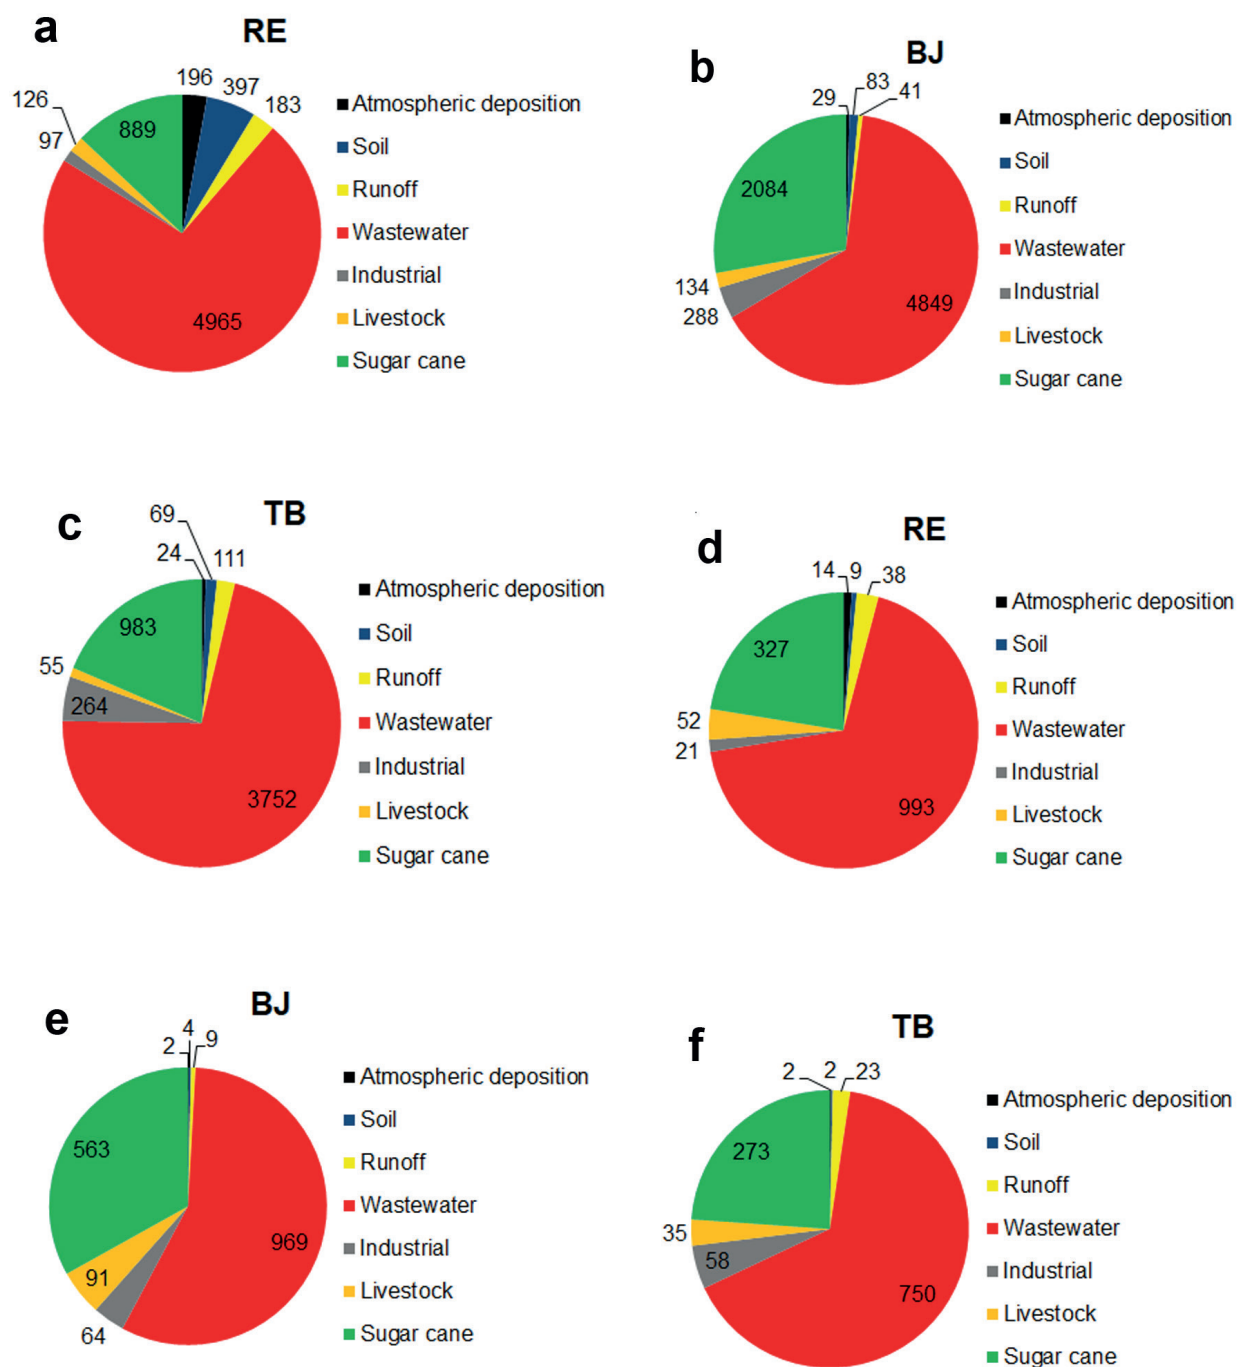 a
RE
196
397
183
126
97
889
4965
Atmospheric deposition
Soil
Runoff
Wastewater
Industrial
Livestock
Sugar cane
b
BJ
29
83
41
2084
134
288
4849
Atmospheric deposition
Soil
Runoff
Wastewater
Industrial
Livestock
Sugar cane
c
TB
69
24
111
983
55
264
3752
Atmospheric deposition
Soil
Runoff
Wastewater
Industrial
Livestock
Sugar cane
d
RE
14
9
38
327
52
21
993
Atmospheric deposition
Soil
Runoff
Wastewater
Industrial
Livestock
Sugar cane
e
BJ
2
4
9
563
91
64
969
Atmospheric deposition
Soil
Runoff
Wastewater
Industrial
Livestock
Sugar cane
f
TB
2
2
23
273
35
58
750
Atmospheric deposition
Soil
Runoff
Wastewater
Industrial
Livestock
Sugar cane